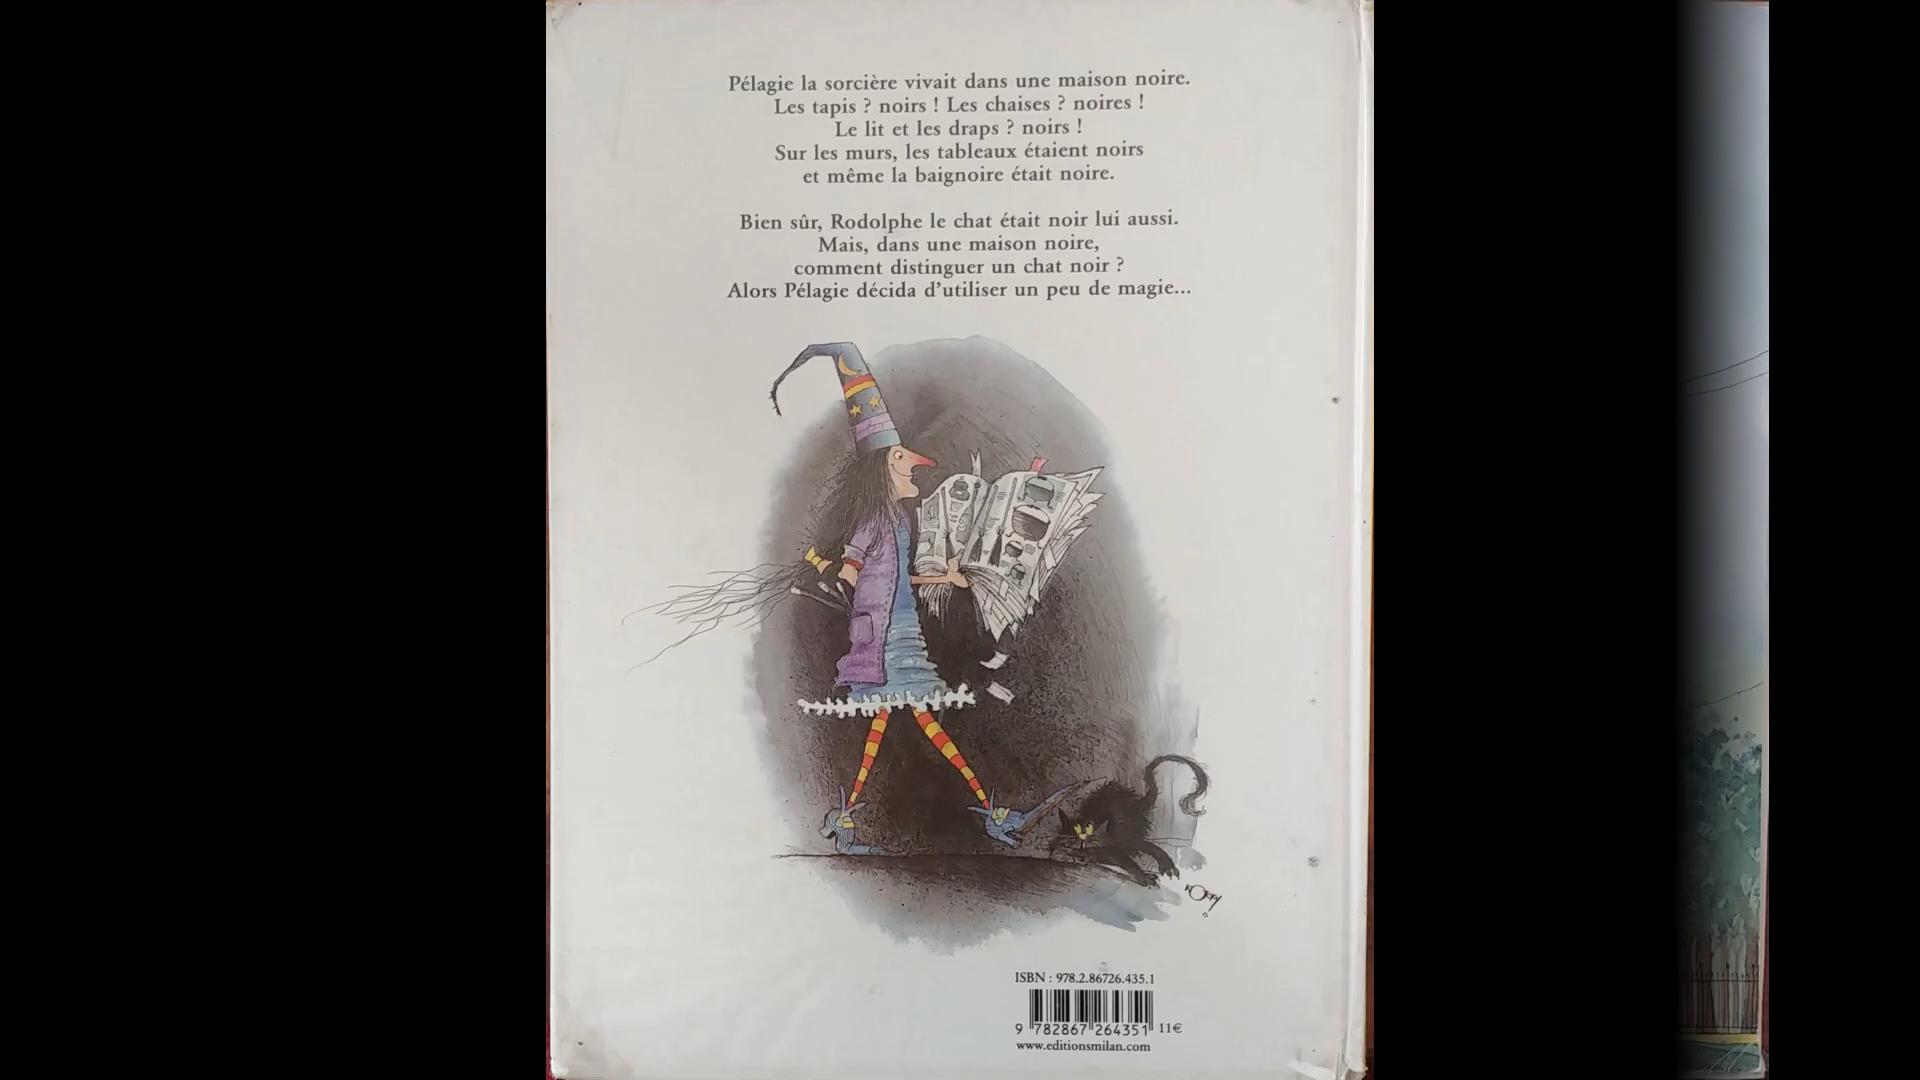 Pélagie la sorcière vivait dans une maison noire.
Les tapis ? noirs ! Les chaises ? noires !
Le lit et les draps ? noirs !
Sur les murs, les tableaux étaient noirs
et même la baignoire était noire.
Bien sûr, Rodolphe le chat était noir lui aussi.
Mais, dans une maison noire,
comment distinguer un chat noir ?
Alors Pélagie décida d'utiliser un peu de magie...
ISBN : 978.2.86726.435.1
9 782867 264351 11€
www.editionsmilan.com